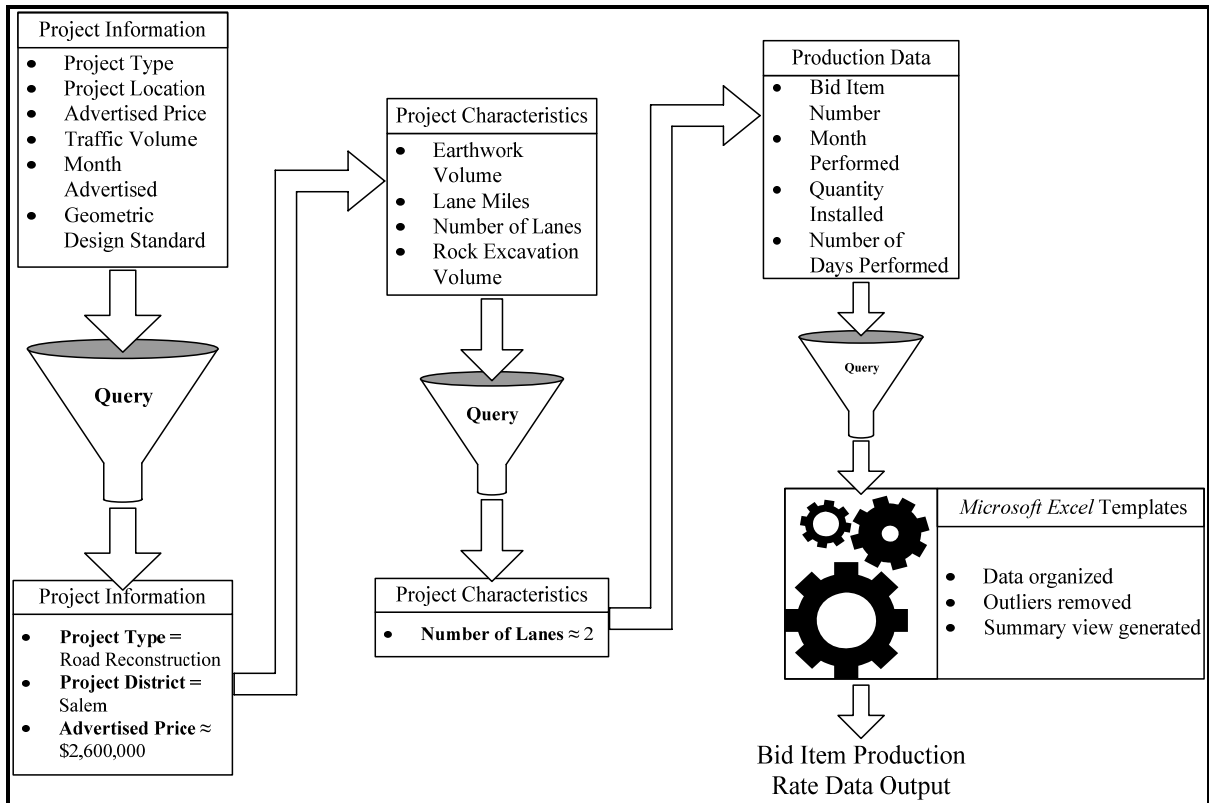 Project Information
• Project Type
• Project Location
• Advertised Price
• Traffic Volume
• Month
Advertised
• Geometric
Design Standard
Query
Project Information
• Project Type =
Road Reconstruction
• Project District =
Salem
• Advertised Price ≈
$2,600,000
Project Characteristics
• Earthwork
Volume
• Lane Miles
• Number of Lanes
• Rock Excavation
Volume
Query
Project Characteristics
• Number of Lanes ≈ 2
Production Data
• Bid Item
Number
• Month
Performed
• Quantity
Installed
• Number of
Days Performed
Query
Microsoft Excel Templates
• Data organized
• Outliers removed
• Summary view generated
Bid Item Production
Rate Data Output